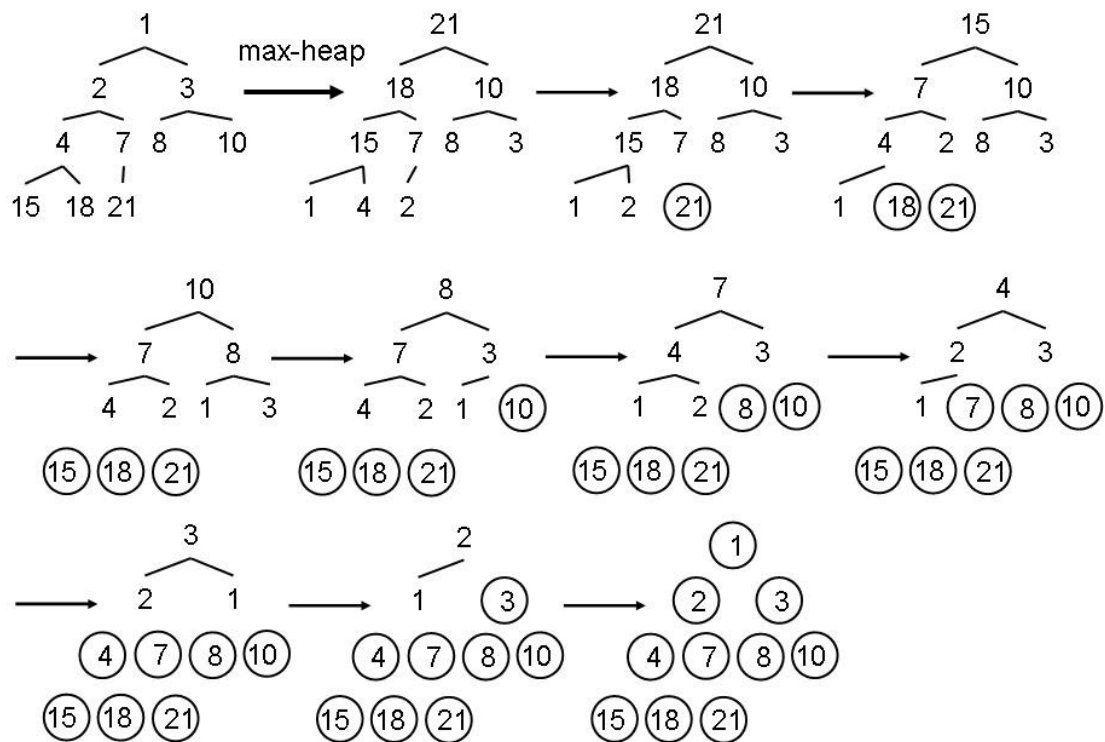 1 21 21 15
max-heap
2 3 18 10 18 10 7 10
4 7 8 10 15 7 8 3 15 7 8 3 4 2 8 3
15 18 21 1 4 2 1 2 21 1 18 21
10 8 7 4
7 8 7 3 4 3 2 3
4 2 1 3 4 2 1 10 1 2 8 10 1 7 8 10
15 18 21 15 18 21 15 18 21 15 18 21
3 2 1
2 1 1 3 2 3
4 7 8 10 4 7 8 10 4 7 8 10
15 18 21 15 18 21 15 18 21